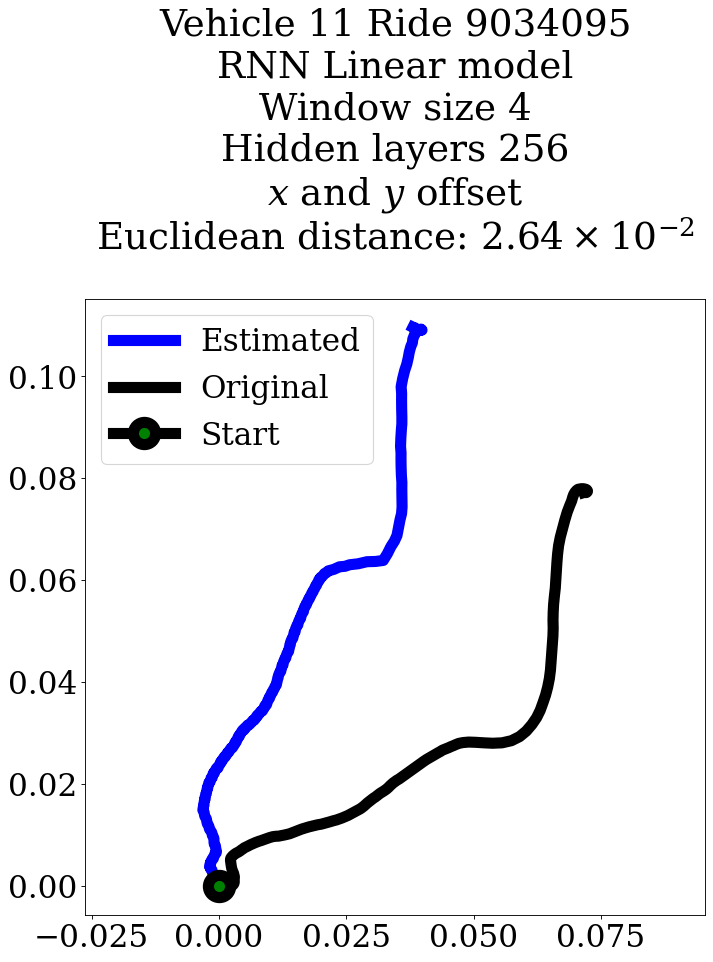 Vehicle 11 Ride 9034095
RNN Linear model
Window size 4
Hidden layers 256
x and y offset
Euclidean distance: 2.64 × 10⁻²
Estimated
Original
Start
0.10
0.08
0.06
0.04
0.02
0.00
−0.025 0.000 0.025 0.050 0.075